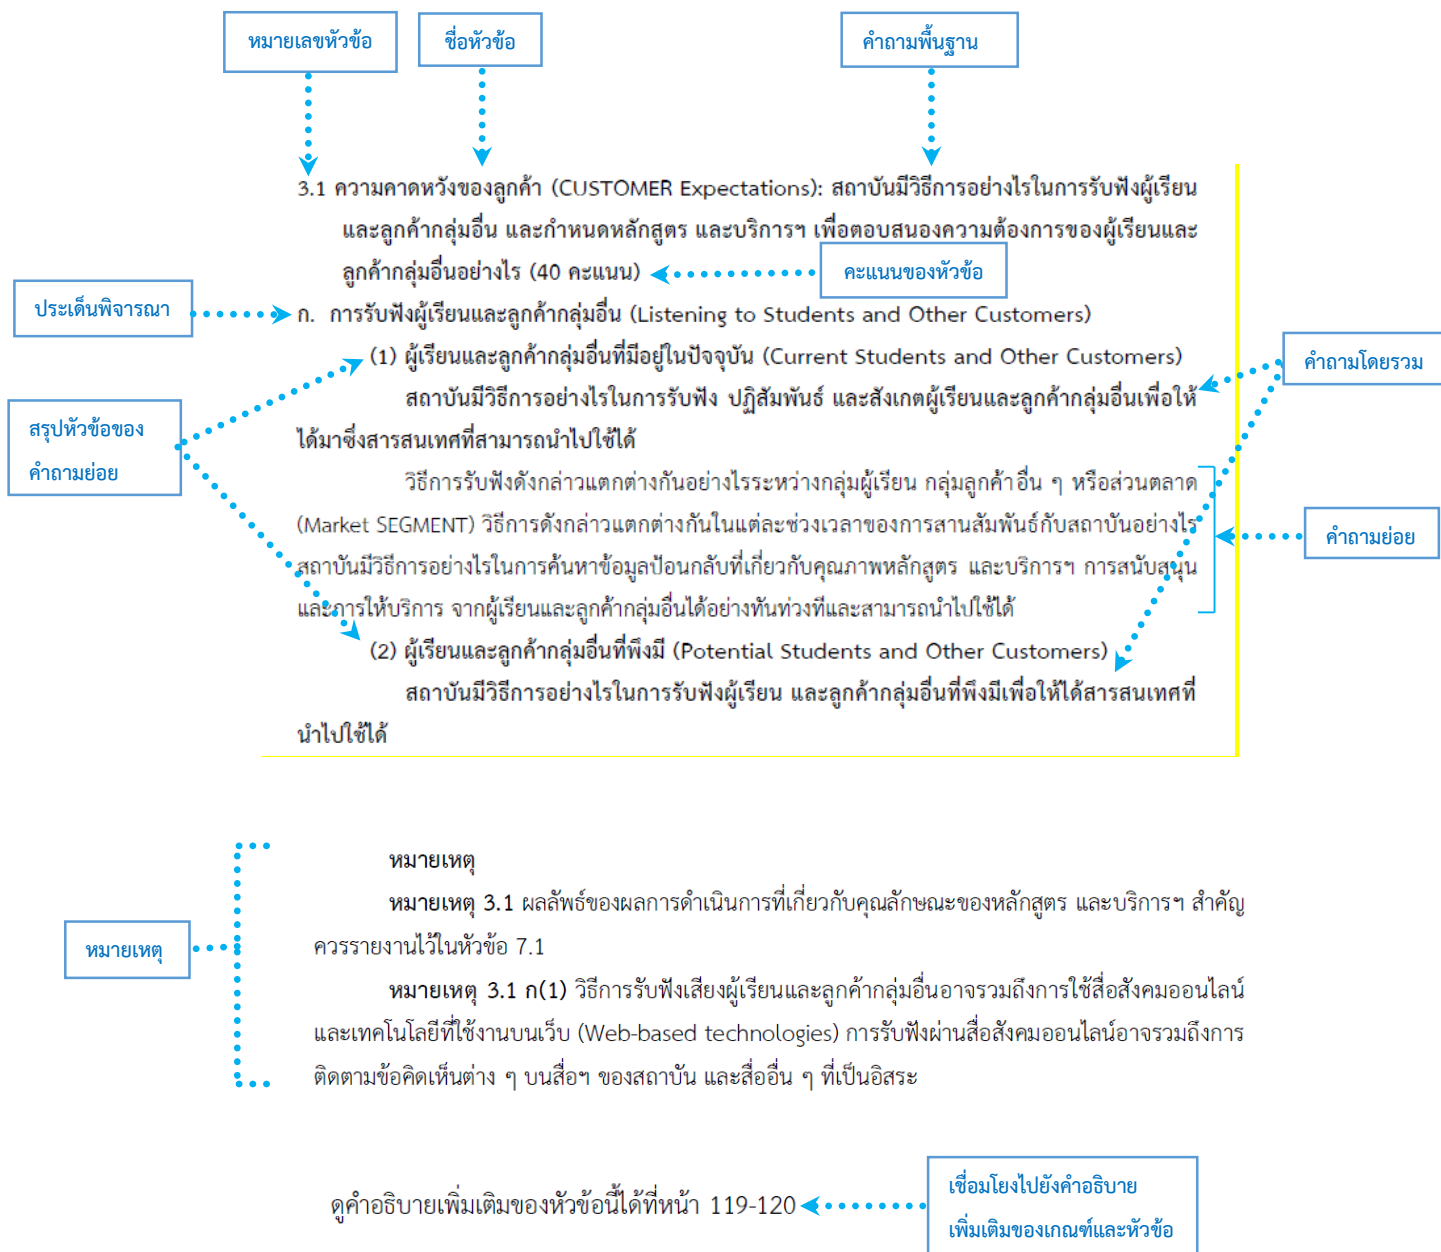 หมายเลขหัวข้อ
ชื่อหัวข้อ
คำถามพื้นฐาน
3.1 ความคาดหวังของลูกค้า (CUSTOMER Expectations): สถาบันมีวิธีการอย่างไรในการรับฟังผู้เรียน
และลูกค้ากลุ่มอื่น และกำหนดหลักสูตร และบริการฯ เพื่อตอบสนองความต้องการของผู้เรียนและ
ลูกค้ากลุ่มอื่นอย่างไร (40 คะแนน)
คะแนนของหัวข้อ
ประเด็นพิจารณา
ก. การรับฟังผู้เรียนและลูกค้ากลุ่มอื่น (Listening to Students and Other Customers)
(1) ผู้เรียนและลูกค้ากลุ่มอื่นที่มีอยู่ในปัจจุบัน (Current Students and Other Customers)
คำถามโดยรวม
สถาบันมีวิธีการอย่างไรในการรับฟัง ปฏิสัมพันธ์ และสังเกตผู้เรียนและลูกค้ากลุ่มอื่นเพื่อให้
ได้มาซึ่งสารสนเทศที่สามารถนำไปใช้ได้
สรุปหัวข้อของ
คำถามย่อย
วิธีการรับฟังดังกล่าวแตกต่างกันอย่างไรระหว่างกลุ่มผู้เรียน กลุ่มลูกค้าอื่น ๆ หรือส่วนตลาด
(Market SEGMENT) วิธีการดังกล่าวแตกต่างกันในแต่ละช่วงเวลาของการสานสัมพันธ์กับสถาบันอย่างไร
สถาบันมีวิธีการอย่างไรในการค้นหาข้อมูลป้อนกลับที่เกี่ยวกับคุณภาพหลักสูตร และบริการฯ การสนับสนุน
และการให้บริการ จากผู้เรียนและลูกค้ากลุ่มอื่นได้อย่างทันท่วงทีและสามารถนำไปใช้ได้
คำถามย่อย
(2) ผู้เรียนและลูกค้ากลุ่มอื่นที่พึงมี (Potential Students and Other Customers)
สถาบันมีวิธีการอย่างไรในการรับฟังผู้เรียน และลูกค้ากลุ่มอื่นที่พึงมีเพื่อให้ได้สารสนเทศที่
นำไปใช้ได้
หมายเหตุ
หมายเหตุ
หมายเหตุ 3.1 ผลลัพธ์ของผลการดำเนินการที่เกี่ยวกับคุณลักษณะของหลักสูตร และบริการฯ สำคัญ
ควรรายงานไว้ในหัวข้อ 7.1
หมายเหตุ 3.1 ก(1) วิธีการรับฟังเสียงผู้เรียนและลูกค้ากลุ่มอื่นอาจรวมถึงการใช้สื่อสังคมออนไลน์
และเทคโนโลยีที่ใช้งานบนเว็บ (Web-based technologies) การรับฟังผ่านสื่อสังคมออนไลน์อาจรวมถึงการ
ติดตามข้อคิดเห็นต่าง ๆ บนสื่อฯ ของสถาบัน และสื่ออื่น ๆ ที่เป็นอิสระ
ดูคำอธิบายเพิ่มเติมของหัวข้อนี้ได้ที่หน้า 119-120
เชื่อมโยงไปยังคำอธิบาย
เพิ่มเติมของเกณฑ์และหัวข้อ